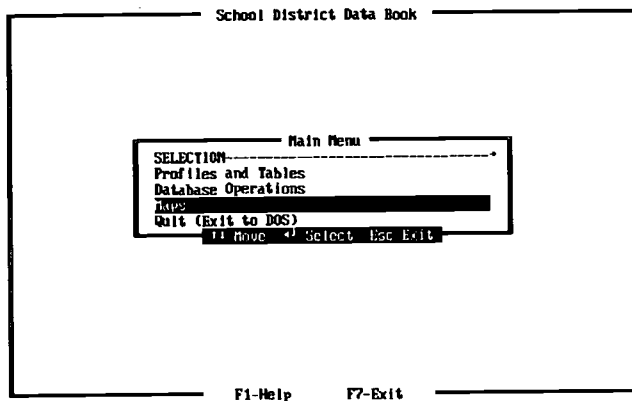 School District Data Book
Main Menu
SELECTION
Profiles and Tables
Database Operations
Maps
Quit (Exit to DOS)
↑↓ Move ↵ Select Esc Exit
F1-Help F7-Exit